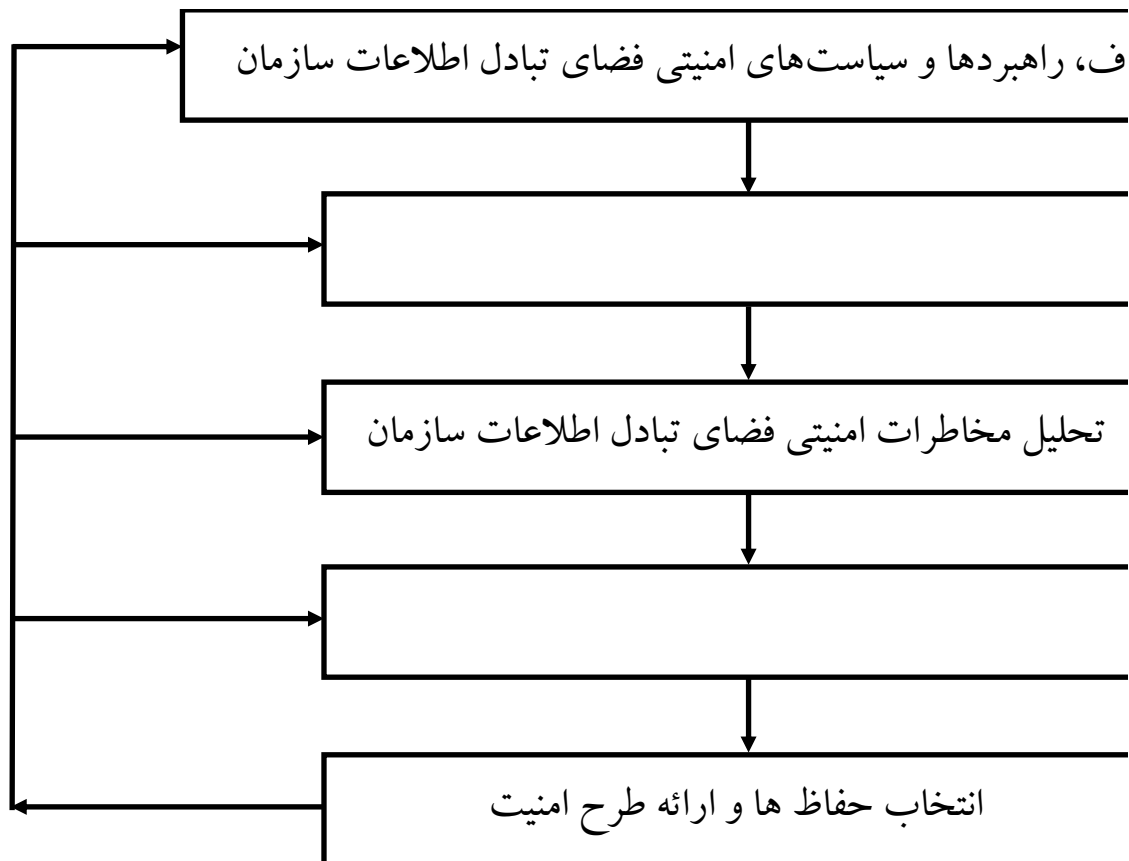 راهبردها و سیاست‌های امنیتی فضای تبادل اطلاعات سازمان
تحلیل مخاطرات امنیتی فضای تبادل اطلاعات سازمان
انتخاب حفاظ ها و ارائه طرح امنیت